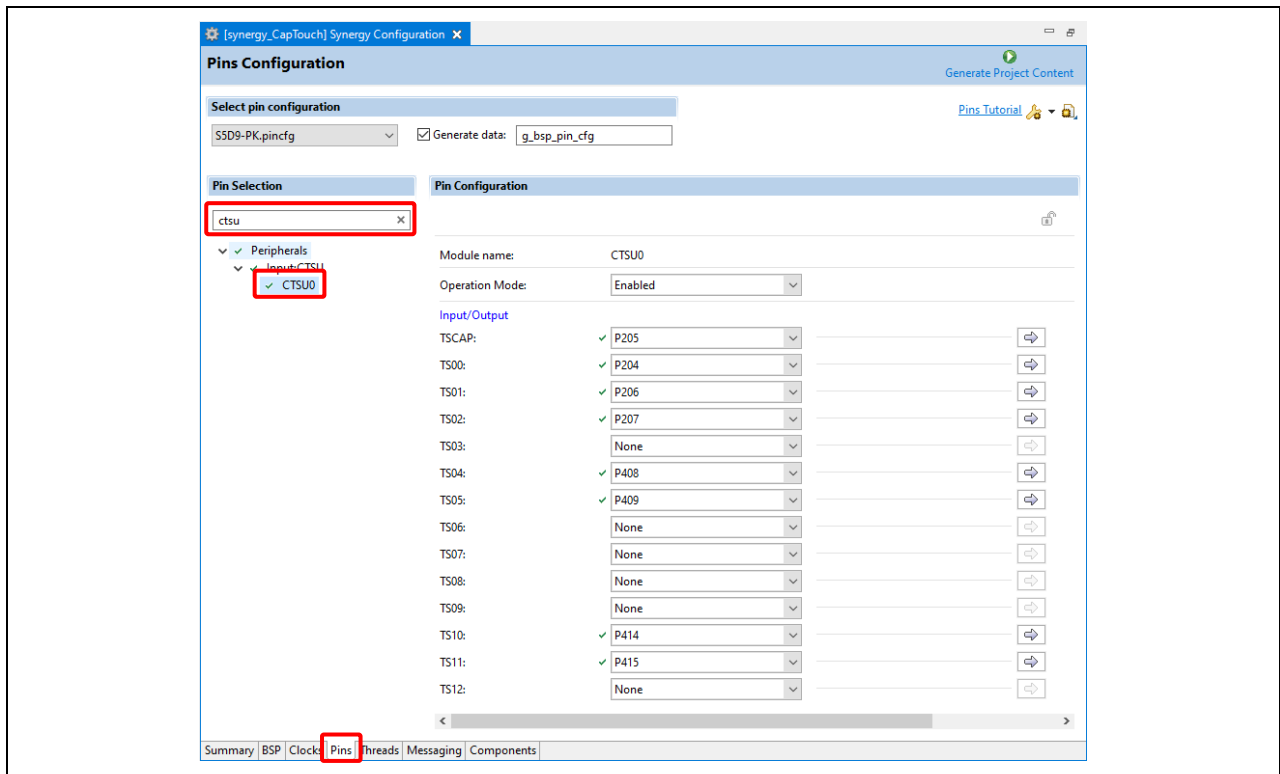 [synergy_CapTouch] Synergy Configuration
Pins Configuration
Generate Project Content
Select pin configuration
Pins Tutorial
S5D9-PK.pincfg Generate data: g_bsp_pin_cfg
Pin Selection Pin Configuration
ctsu
Peripherals
Input:CTSU
CTSU0
Module name: CTSU0
Operation Mode: Enabled
Input/Output
TSCAP: P205
TS00: P204
TS01: P206
TS02: P207
TS03: None
TS04: P408
TS05: P409
TS06: None
TS07: None
TS08: None
TS09: None
TS10: P414
TS11: P415
TS12: None
Summary BSP Clocks Pins Threads Messaging Components